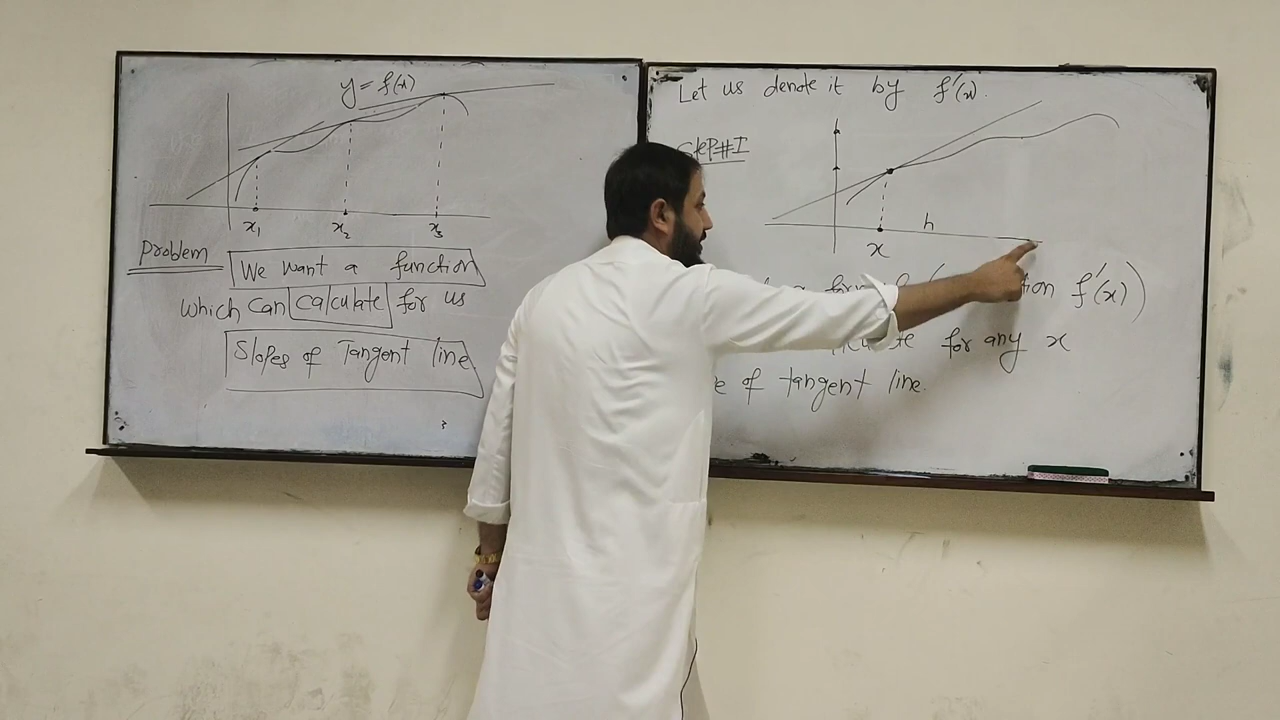 y = f(x)
x₁ x₂ x₃
Problem
We want a function
which can calculate for us
Slopes of Tangent line
Let us denote it by f'(x).
Step#I
h
x
f'(x))
for any x
of tangent line.